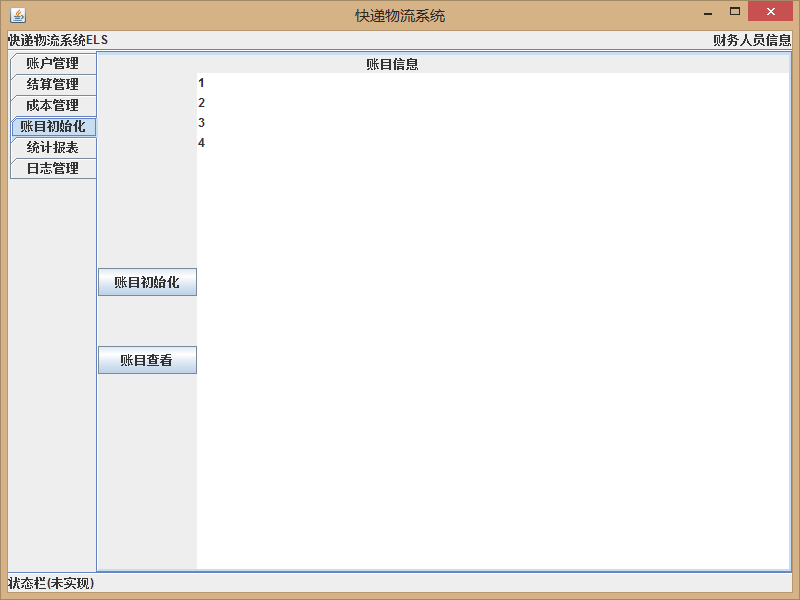 快递物流系统
快递物流系统ELS
财务人员信息
账户管理
结算管理
成本管理
账目初始化
统计报表
日志管理
账目信息
1
2
3
4
账目初始化
账目查看
状态栏(未实现)